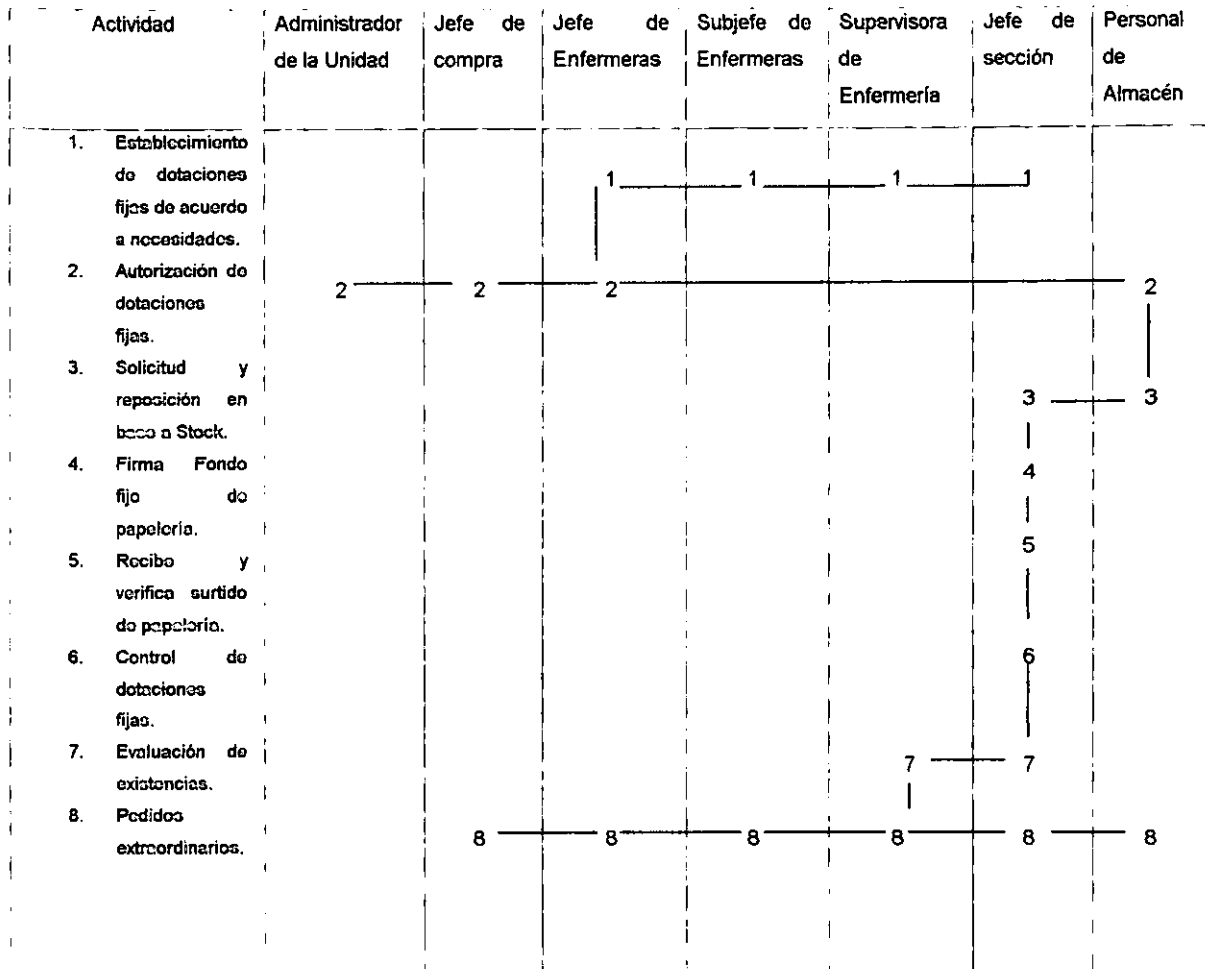 Actividad
Administrador de la Unidad
Jefe de compra
Jefe de Enfermeras
Subjefe de Enfermeras
Supervisora de Enfermería
Jefe de sección
Personal de Almacén
1. Establecimiento
de dotaciones
fijas de acuerdo
a necesidades.
1 1 1 1
2. Autorización de
dotaciones
fijas.
2 2 2 2
3. Solicitud y
reposición en
base a Stock.
3 3
4. Firma Fondo
fijo de
papelería.
4
5. Recibo y
verifica surtido
de papelería.
5
6. Control de
dotaciones
fijas.
6
7. Evaluación de
existencias.
7 7
8. Pedidos
extraordinarios.
8 8 8 8 8 8